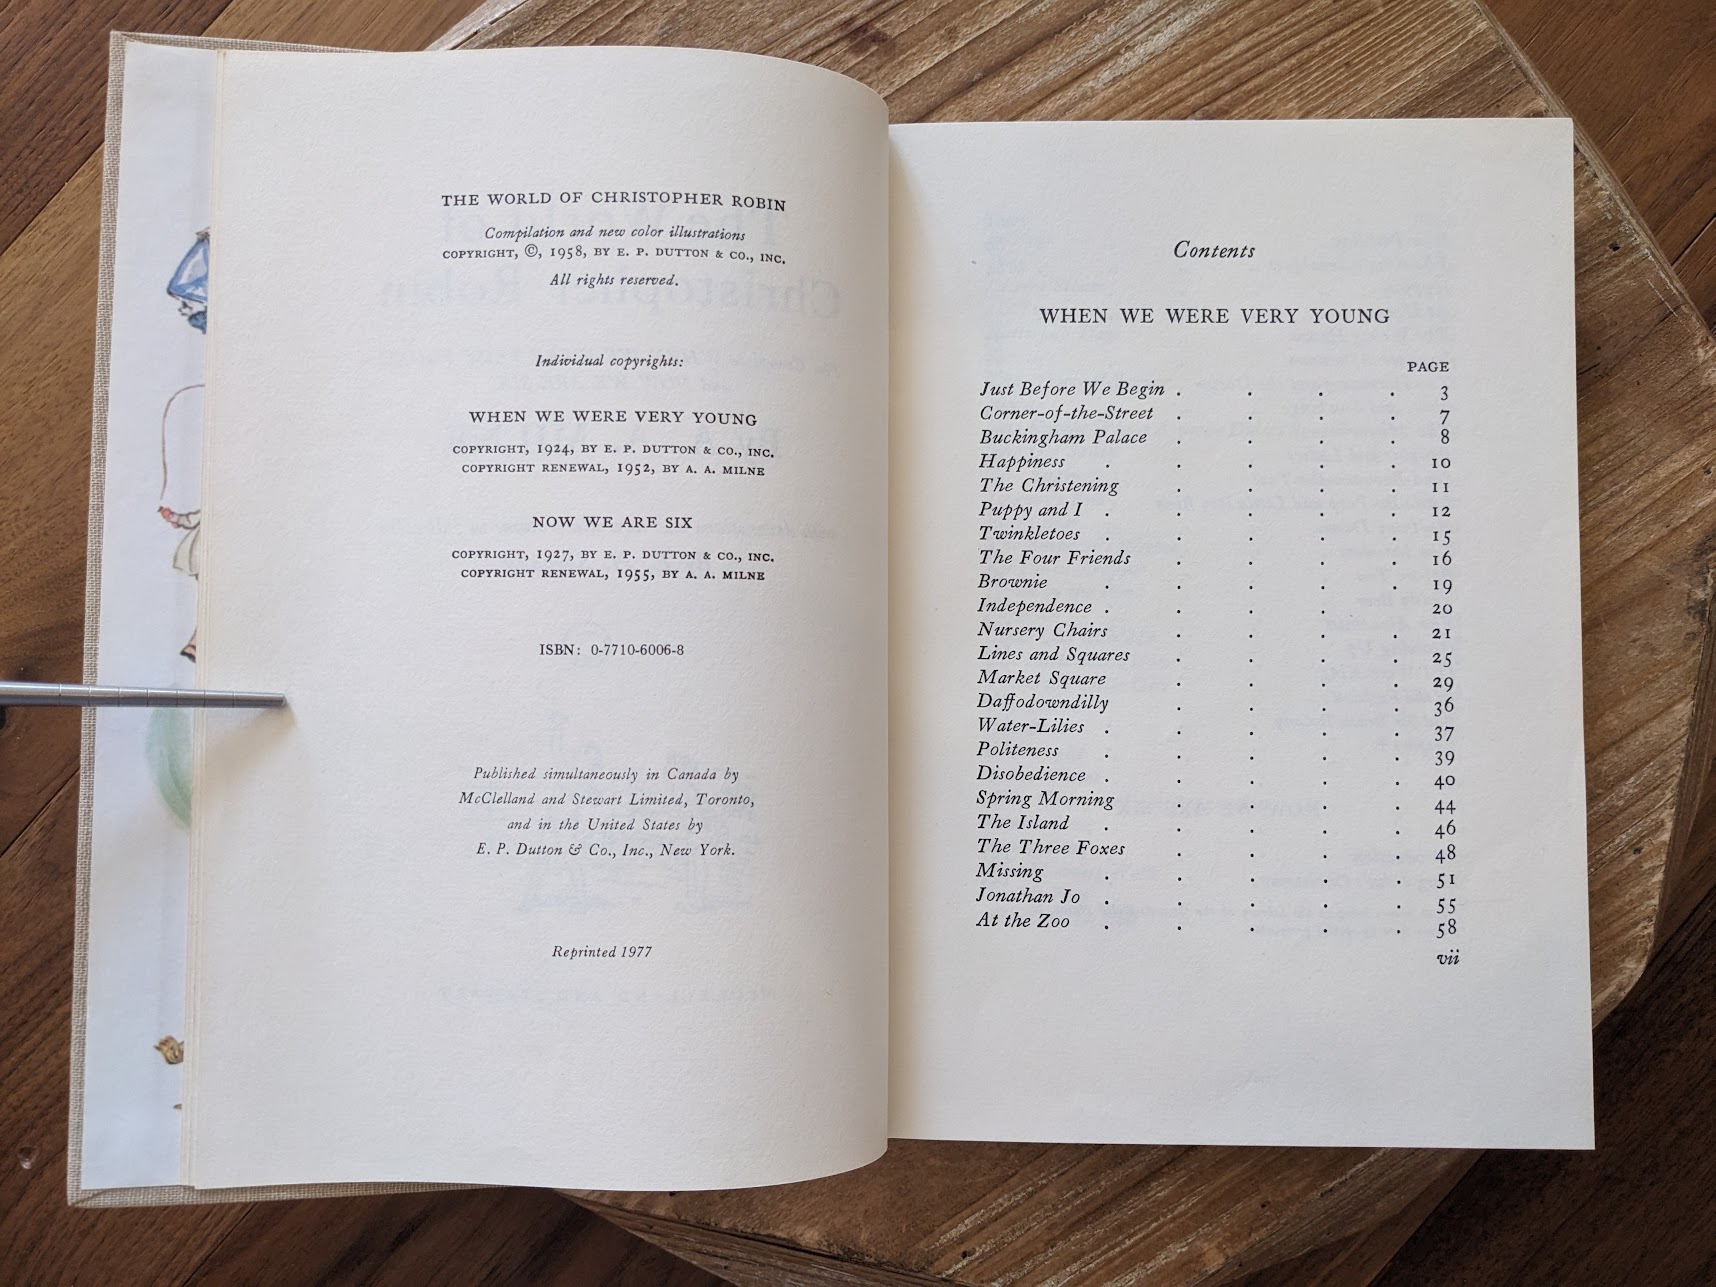 THE WORLD OF CHRISTOPHER ROBIN
Compilation and new color illustrations
COPYRIGHT, ©, 1958, BY E. P. DUTTON & CO., INC.
All rights reserved.
Individual copyrights:
WHEN WE WERE VERY YOUNG
COPYRIGHT, 1924, BY E. P. DUTTON & CO., INC.
COPYRIGHT RENEWAL, 1952, BY A. A. MILNE
NOW WE ARE SIX
COPYRIGHT, 1927, BY E. P. DUTTON & CO., INC.
COPYRIGHT RENEWAL, 1955, BY A. A. MILNE
ISBN: 0-7710-6006-8
Published simultaneously in Canada by
McClelland and Stewart Limited, Toronto,
and in the United States by
E. P. Dutton & Co., Inc., New York.
Reprinted 1977
Contents
WHEN WE WERE VERY YOUNG
PAGE
Just Before We Begin . . . . 3
Corner-of-the-Street . . . . 7
Buckingham Palace . . . . 8
Happiness . . . . . 10
The Christening . . . . 11
Puppy and I . . . . . 12
Twinkletoes . . . . . 15
The Four Friends . . . . 16
Brownie . . . . . 19
Independence . . . . . 20
Nursery Chairs . . . . 21
Lines and Squares . . . . 25
Market Square . . . . 29
Daffodowndilly . . . . 36
Water-Lilies . . . . . 37
Politeness . . . . . 39
Disobedience . . . . . 40
Spring Morning . . . . 44
The Island . . . . . 46
The Three Foxes . . . . 48
Missing . . . . . 51
Jonathan Jo . . . . . 55
At the Zoo . . . . . 58
vii